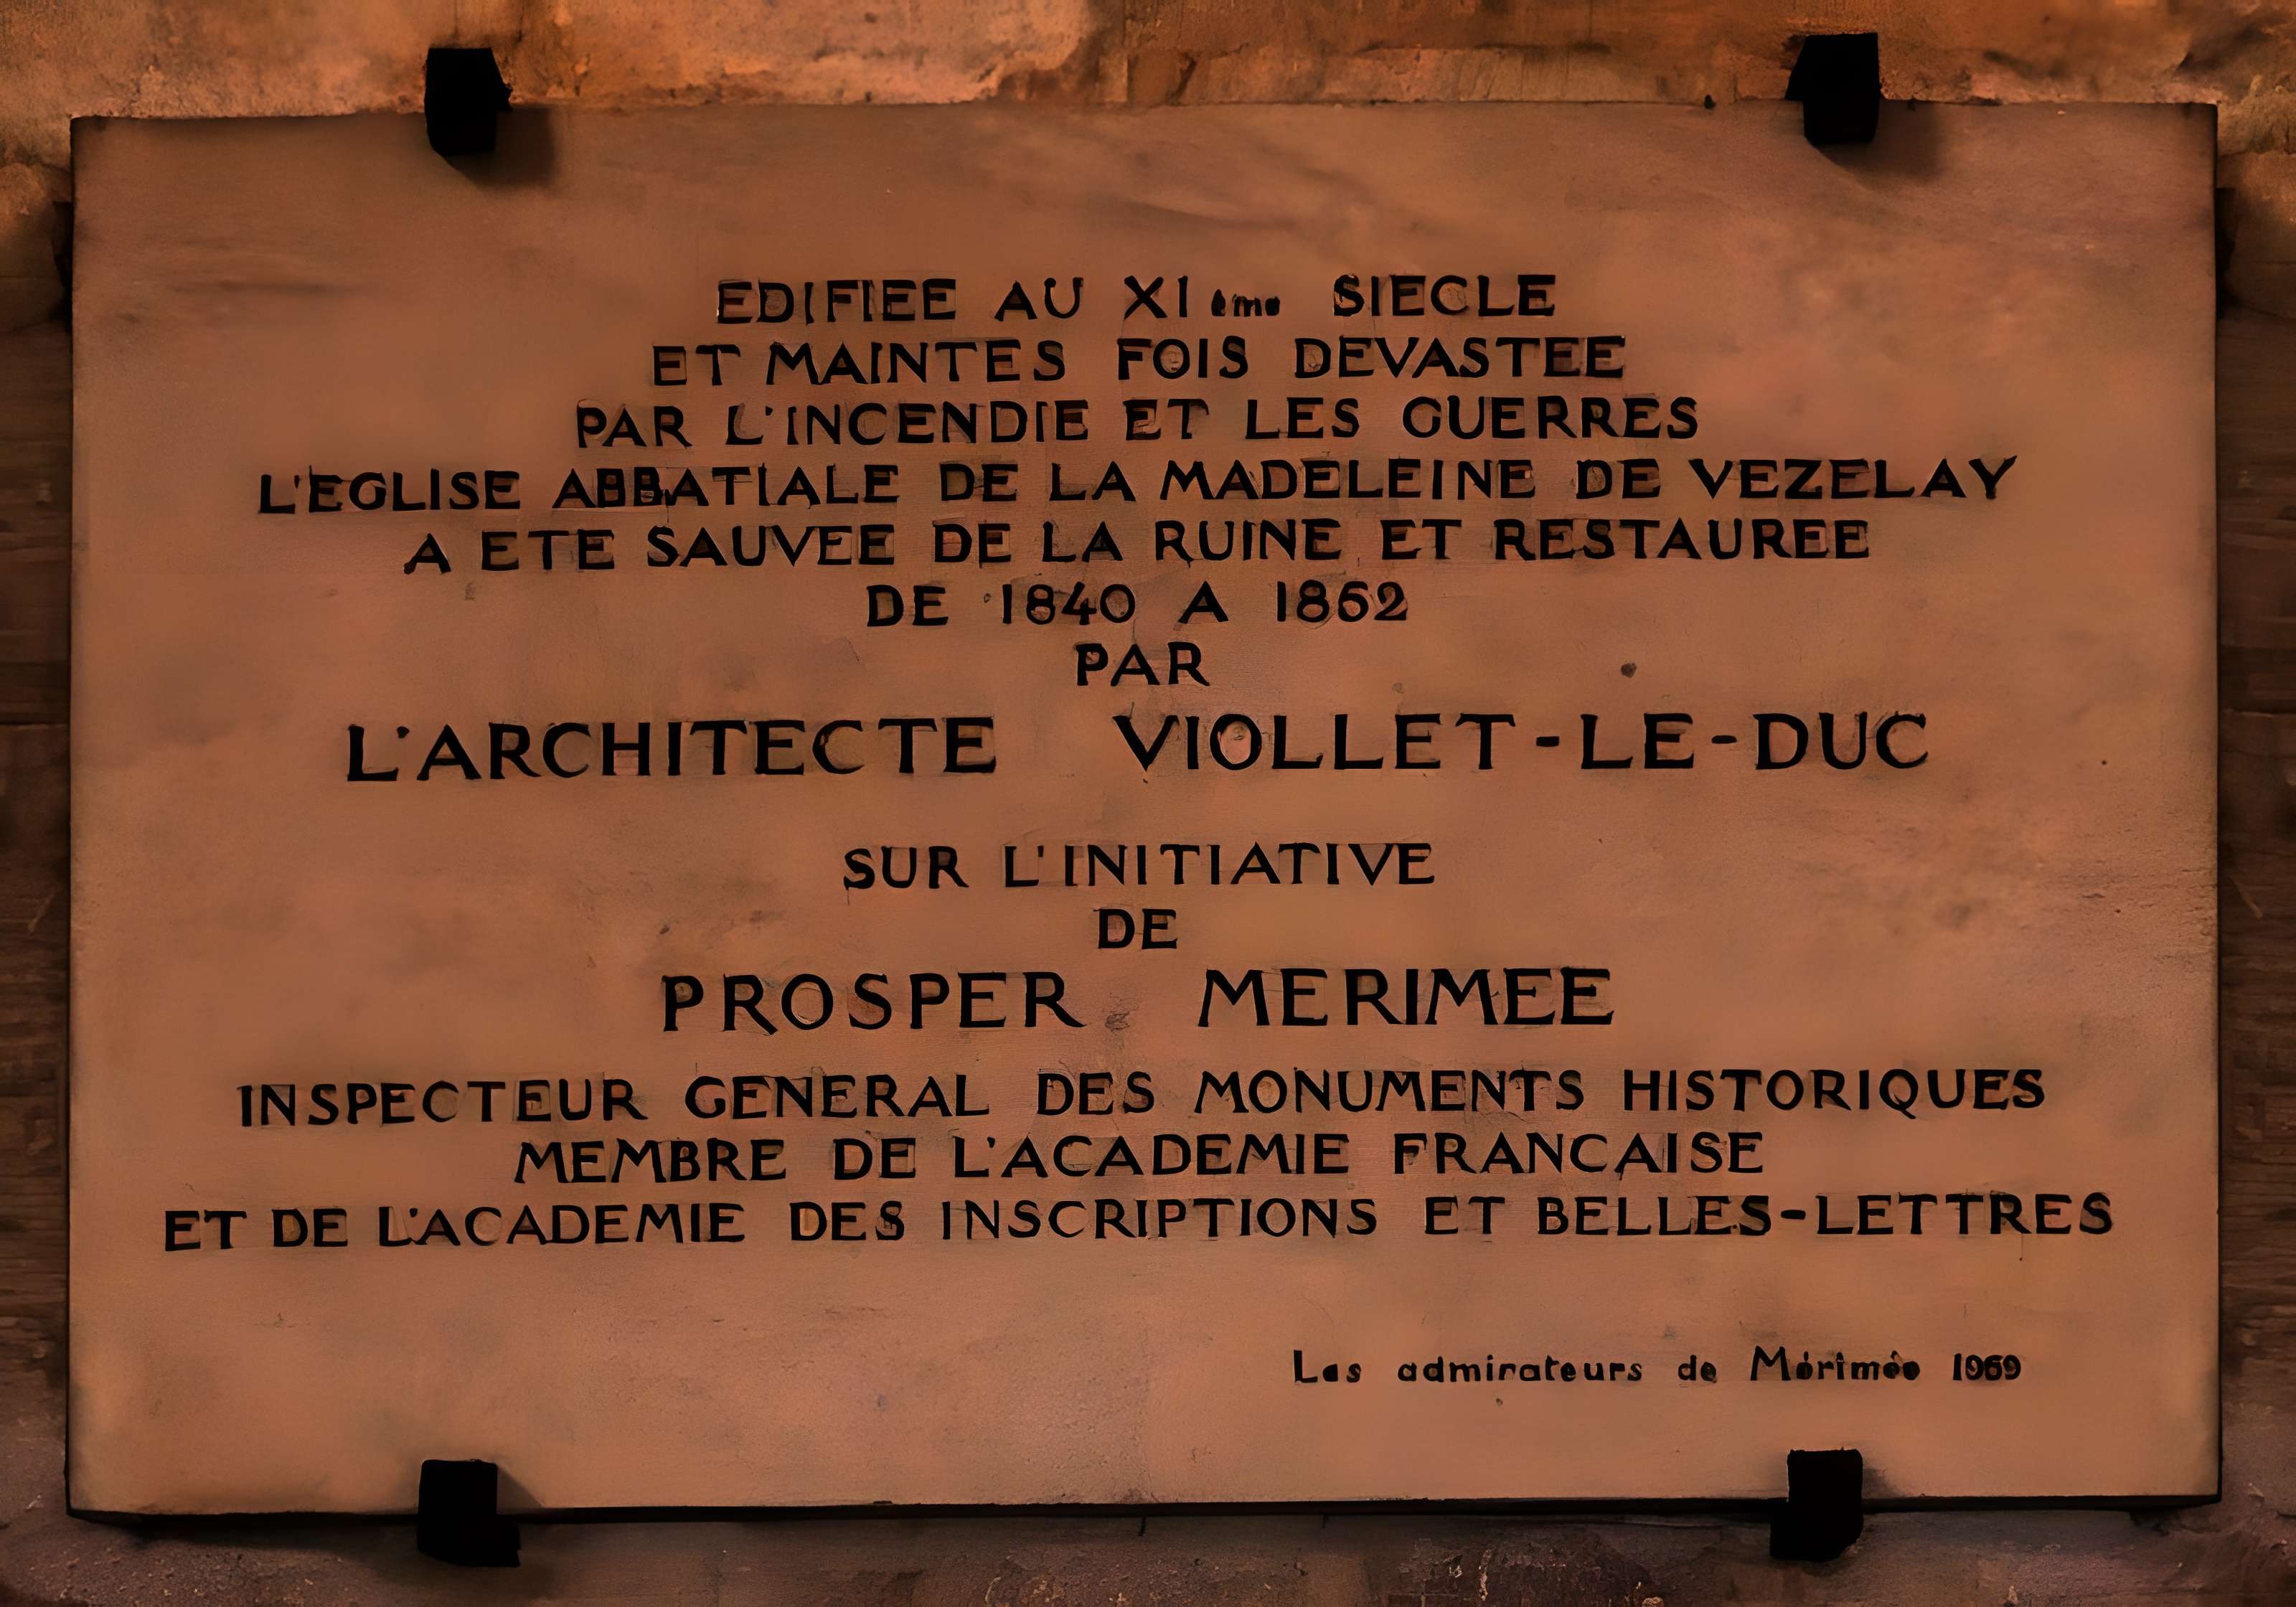 EDIFIEE AU XI ème SIECLE
ET MAINTES FOIS DEVASTEE
PAR L'INCENDIE ET LES GUERRES
L'EGLISE ABBATIALE DE LA MADELEINE DE VEZELAY
A ETE SAUVEE DE LA RUINE ET RESTAUREE
DE 1840 A 1862
PAR
L'ARCHITECTE VIOLLET-LE-DUC
SUR L'INITIATIVE
DE
PROSPER MERIMEE
INSPECTEUR GENERAL DES MONUMENTS HISTORIQUES
MEMBRE DE L'ACADEMIE FRANCAISE
ET DE L'ACADEMIE DES INSCRIPTIONS ET BELLES-LETTRES
Les admirateurs de Mérimée 1969